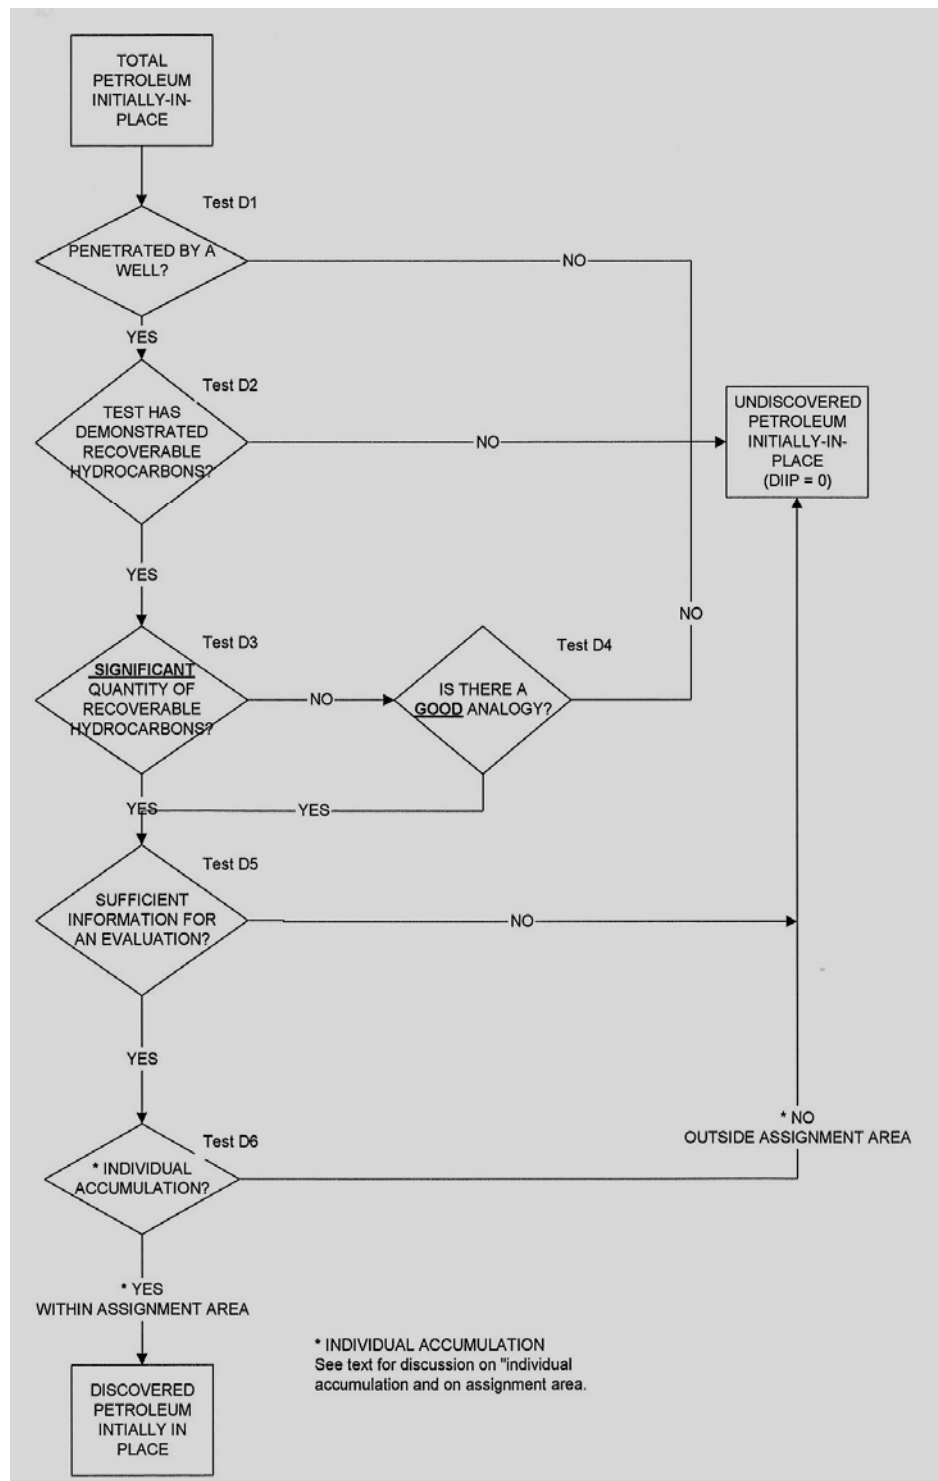 TOTAL
PETROLEUM
INITIALLY-IN-
PLACE
Test D1
PENETRATED BY A
WELL?
NO
YES
Test D2
TEST HAS
DEMONSTRATED
RECOVERABLE
HYDROCARBONS?
NO
UNDISCOVERED
PETROLEUM
INITIALLY-IN-
PLACE
(DIIP = 0)
YES
Test D3
SIGNIFICANT
QUANTITY OF
RECOVERABLE
HYDROCARBONS?
NO
Test D4
IS THERE A
GOOD ANALOGY?
NO
YES
YES
Test D5
SUFFICIENT
INFORMATION FOR
AN EVALUATION?
NO
YES
* NO
OUTSIDE ASSIGNMENT AREA
Test D6
* INDIVIDUAL
ACCUMULATION?
* YES
WITHIN ASSIGNMENT AREA
* INDIVIDUAL ACCUMULATION
See text for discussion on "individual
accumulation and on assignment area.
DISCOVERED
PETROLEUM
INTIALLY IN
PLACE